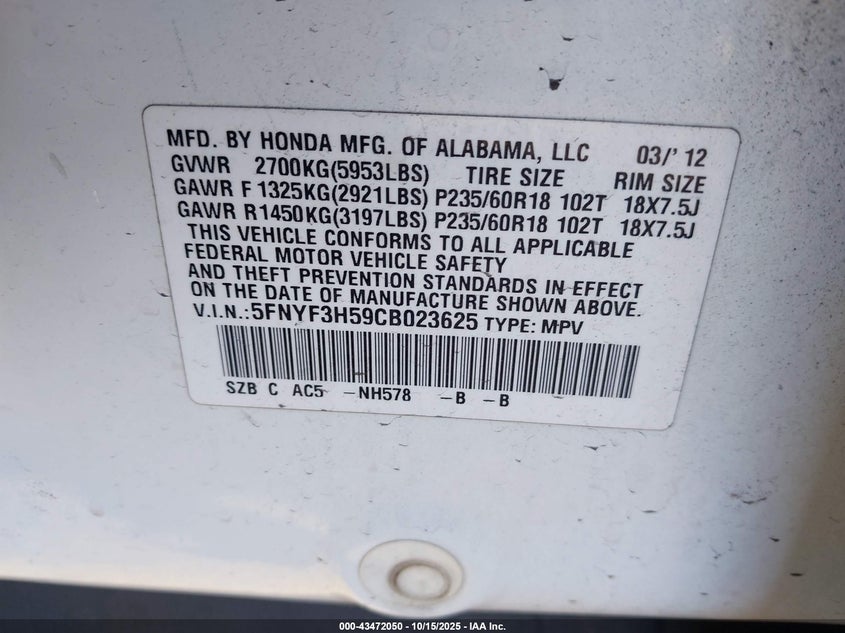 MFD. BY HONDA MFG. OF ALABAMA, LLC 03/' 12
GVWR 2700KG(5953LBS) TIRE SIZE RIM SIZE
GAWR F 1325KG(2921LBS) P235/60R18 102T 18X7.5J
GAWR R1450KG(3197LBS) P235/60R18 102T 18X7.5J
THIS VEHICLE CONFORMS TO ALL APPLICABLE
FEDERAL MOTOR VEHICLE SAFETY
AND THEFT PREVENTION STANDARDS IN EFFECT
ON THE DATE OF MANUFACTURE SHOWN ABOVE.
V.I.N.:5FNYF3H59CB023625 TYPE: MPV
SZB C AC5 -NH578 -B -B
000-43472050 - 10/15/2025 - IAA Inc.